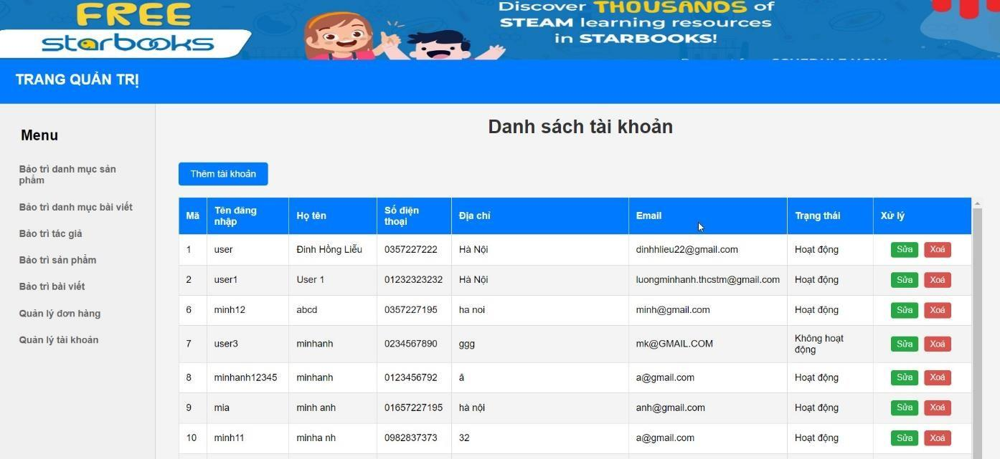 FREE
starbooks
Discover THOUSANDS of
STEAM learning resources
in STARBOOKS!
TRANG QUẢN TRỊ
Menu
Bảo trì danh mục sản
phẩm
Bảo trì danh mục bài viết
Bảo trì tác giả
Bảo trì sản phẩm
Bảo trì bài viết
Quản lý đơn hàng
Quản lý tài khoản
Danh sách tài khoản
Thêm tài khoản
Mã Tên đăng nhập Họ tên Số điện thoại Địa chỉ Email Trạng thái Xử lý
1 user Đinh Hồng Liễu 0357227222 Hà Nội dinhhlieu22@gmail.com Hoạt động Sửa Xoá
2 user1 User 1 01232323232 Hà Nội luongminhanh.thcstm@gmail.com Hoạt động Sửa Xoá
6 minh12 abcd 0357227195 ha noi minh@gmail.com Hoạt động Sửa Xoá
7 user3 minhanh 0234567890 ggg mk@GMAIL.COM Không hoạt động Sửa Xoá
8 minhanh12345 minhanh 0123456792 â a@gmail.com Hoạt động Sửa Xoá
9 mia minh anh 01657227195 hà nội anh@gmail.com Hoạt động Sửa Xoá
10 minh11 minha nh 0982837373 32 a@gmail.com Hoạt động Sửa Xoá